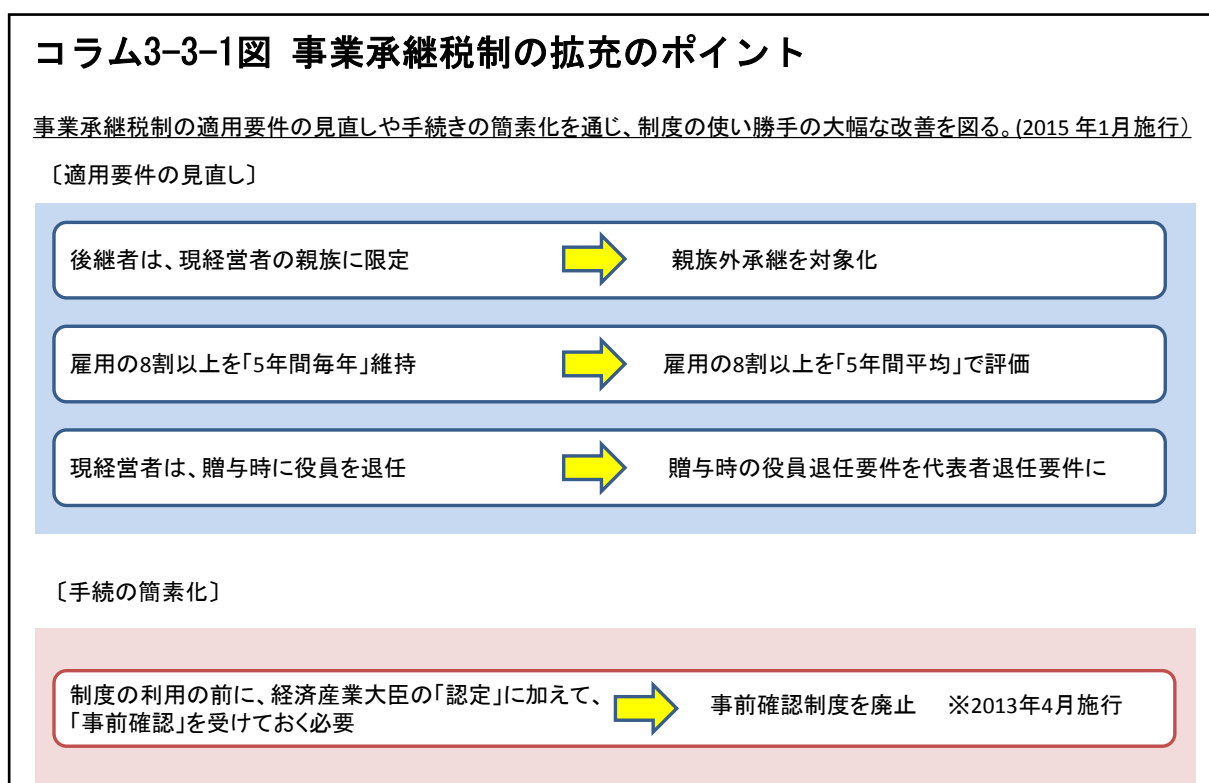 コラム3-3-1図 事業承継税制の拡充のポイント
事業承継税制の適用要件の見直しや手続きの簡素化を通じ、制度の使い勝手の大幅な改善を図る。(2015年1月施行）
〔適用要件の見直し〕
後継者は、現経営者の親族に限定 親族外承継を対象化
雇用の8割以上を「5年間毎年」維持 雇用の8割以上を「5年間平均」で評価
現経営者は、贈与時に役員を退任 贈与時の役員退任要件を代表者退任要件に
〔手続の簡素化〕
制度の利用の前に、経済産業大臣の「認定」に加えて、
「事前確認」を受けておく必要
事前確認制度を廃止 ※2013年4月施行